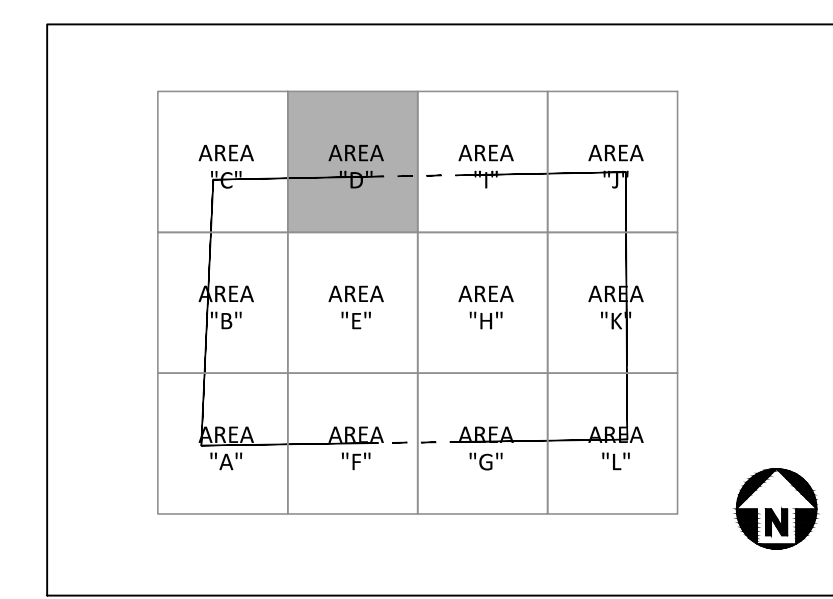 AREA
"C"
AREA
"D"
AREA
"I"
AREA
"J"
AREA
"B"
AREA
"E"
AREA
"H"
AREA
"K"
AREA
"A"
AREA
"F"
AREA
"G"
AREA
"L"
N